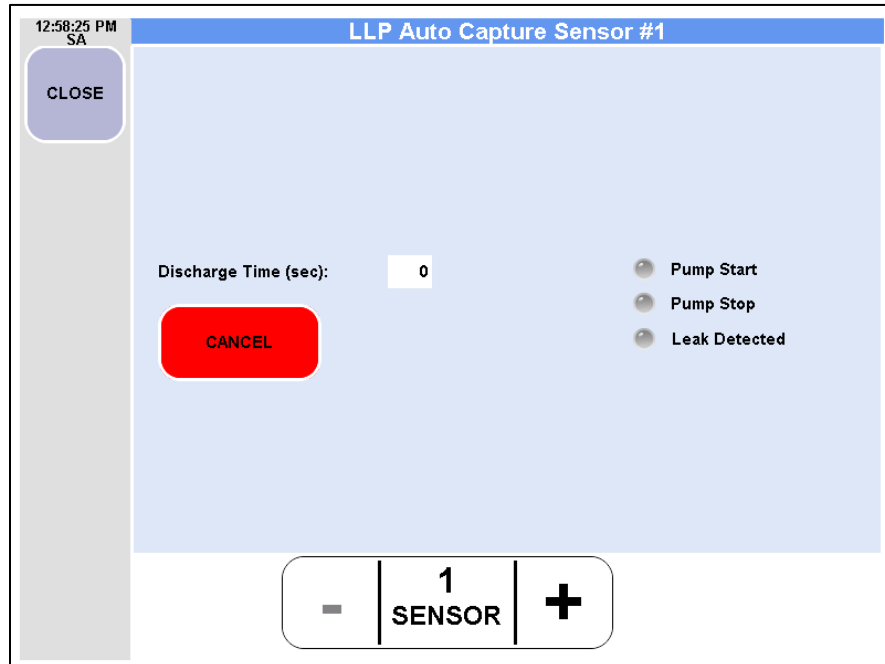 12:58:25 PM
SA
LLP Auto Capture Sensor #1
CLOSE
Discharge Time (sec): 0
CANCEL
Pump Start
Pump Stop
Leak Detected
- 1 +
SENSOR